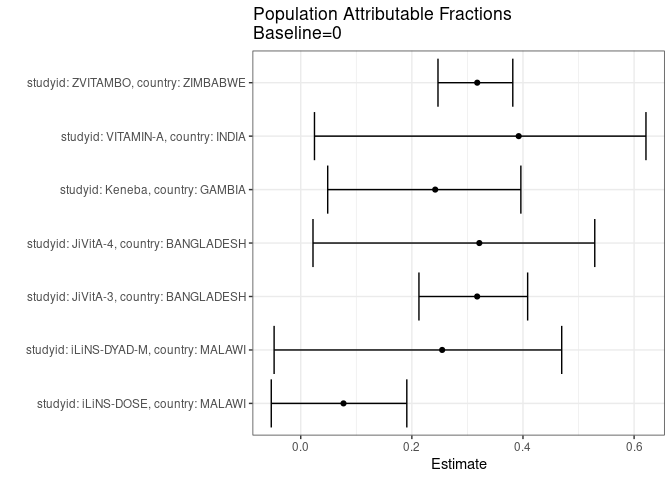 Population Attributable Fractions
Baseline=0
studyid: ZVITAMBO, country: ZIMBABWE
studyid: VITAMIN-A, country: INDIA
studyid: Keneba, country: GAMBIA
studyid: JiVitA-4, country: BANGLADESH
studyid: JiVitA-3, country: BANGLADESH
studyid: iLiNS-DYAD-M, country: MALAWI
studyid: iLiNS-DOSE, country: MALAWI
0.0 0.2 0.4 0.6
Estimate